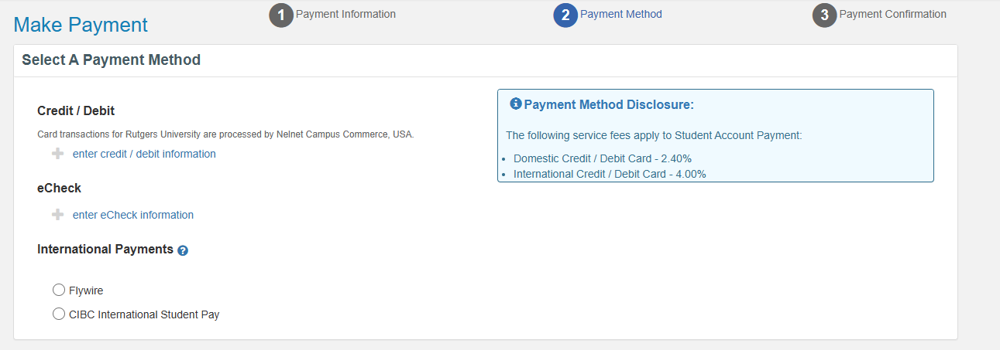 Make Payment
1 Payment Information
2 Payment Method
3 Payment Confirmation
Select A Payment Method
Credit / Debit
Card transactions for Rutgers University are processed by Nelnet Campus Commerce, USA.
enter credit / debit information
eCheck
enter eCheck information
International Payments ?
Flywire
CIBC International Student Pay
i Payment Method Disclosure:
The following service fees apply to Student Account Payment:
• Domestic Credit / Debit Card - 2.40%
• International Credit / Debit Card - 4.00%